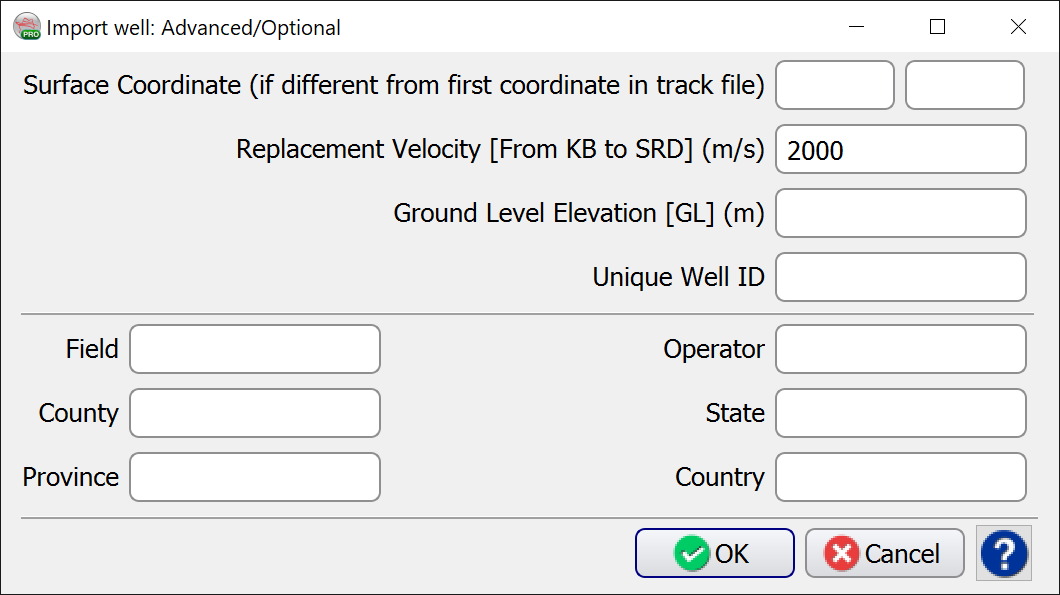 PRO Import well: Advanced/Optional
Surface Coordinate (if different from first coordinate in track file)
Replacement Velocity [From KB to SRD] (m/s) 2000
Ground Level Elevation [GL] (m)
Unique Well ID
Field Operator
County State
Province Country
OK Cancel ?